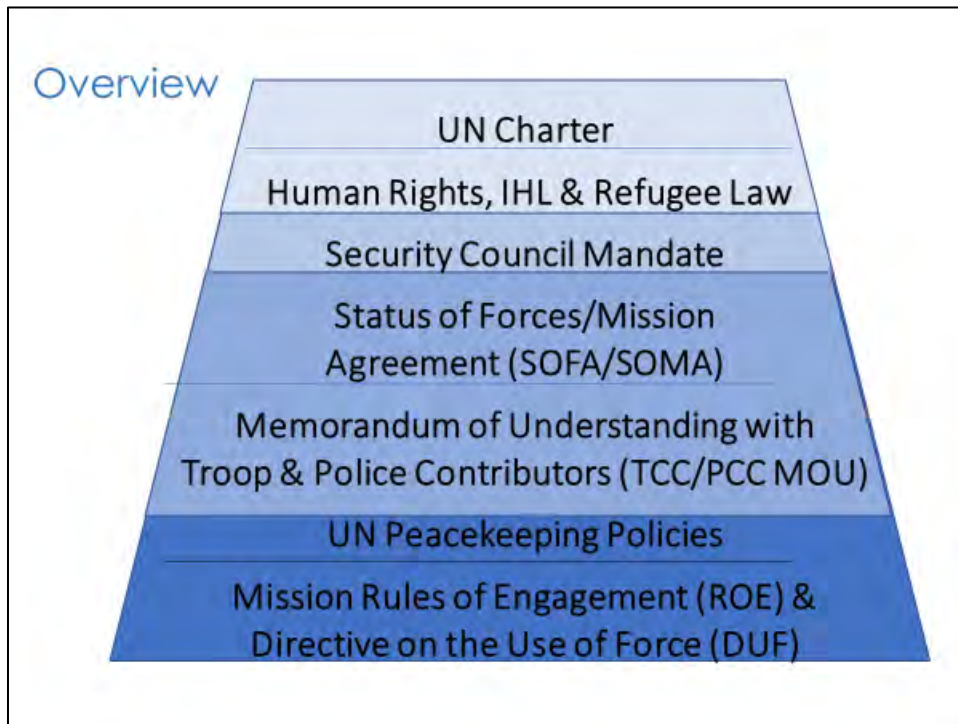 Overview
UN Charter
Human Rights, IHL & Refugee Law
Security Council Mandate
Status of Forces/Mission
Agreement (SOFA/SOMA)
Memorandum of Understanding with
Troop & Police Contributors (TCC/PCC MOU)
UN Peacekeeping Policies
Mission Rules of Engagement (ROE) &
Directive on the Use of Force (DUF)